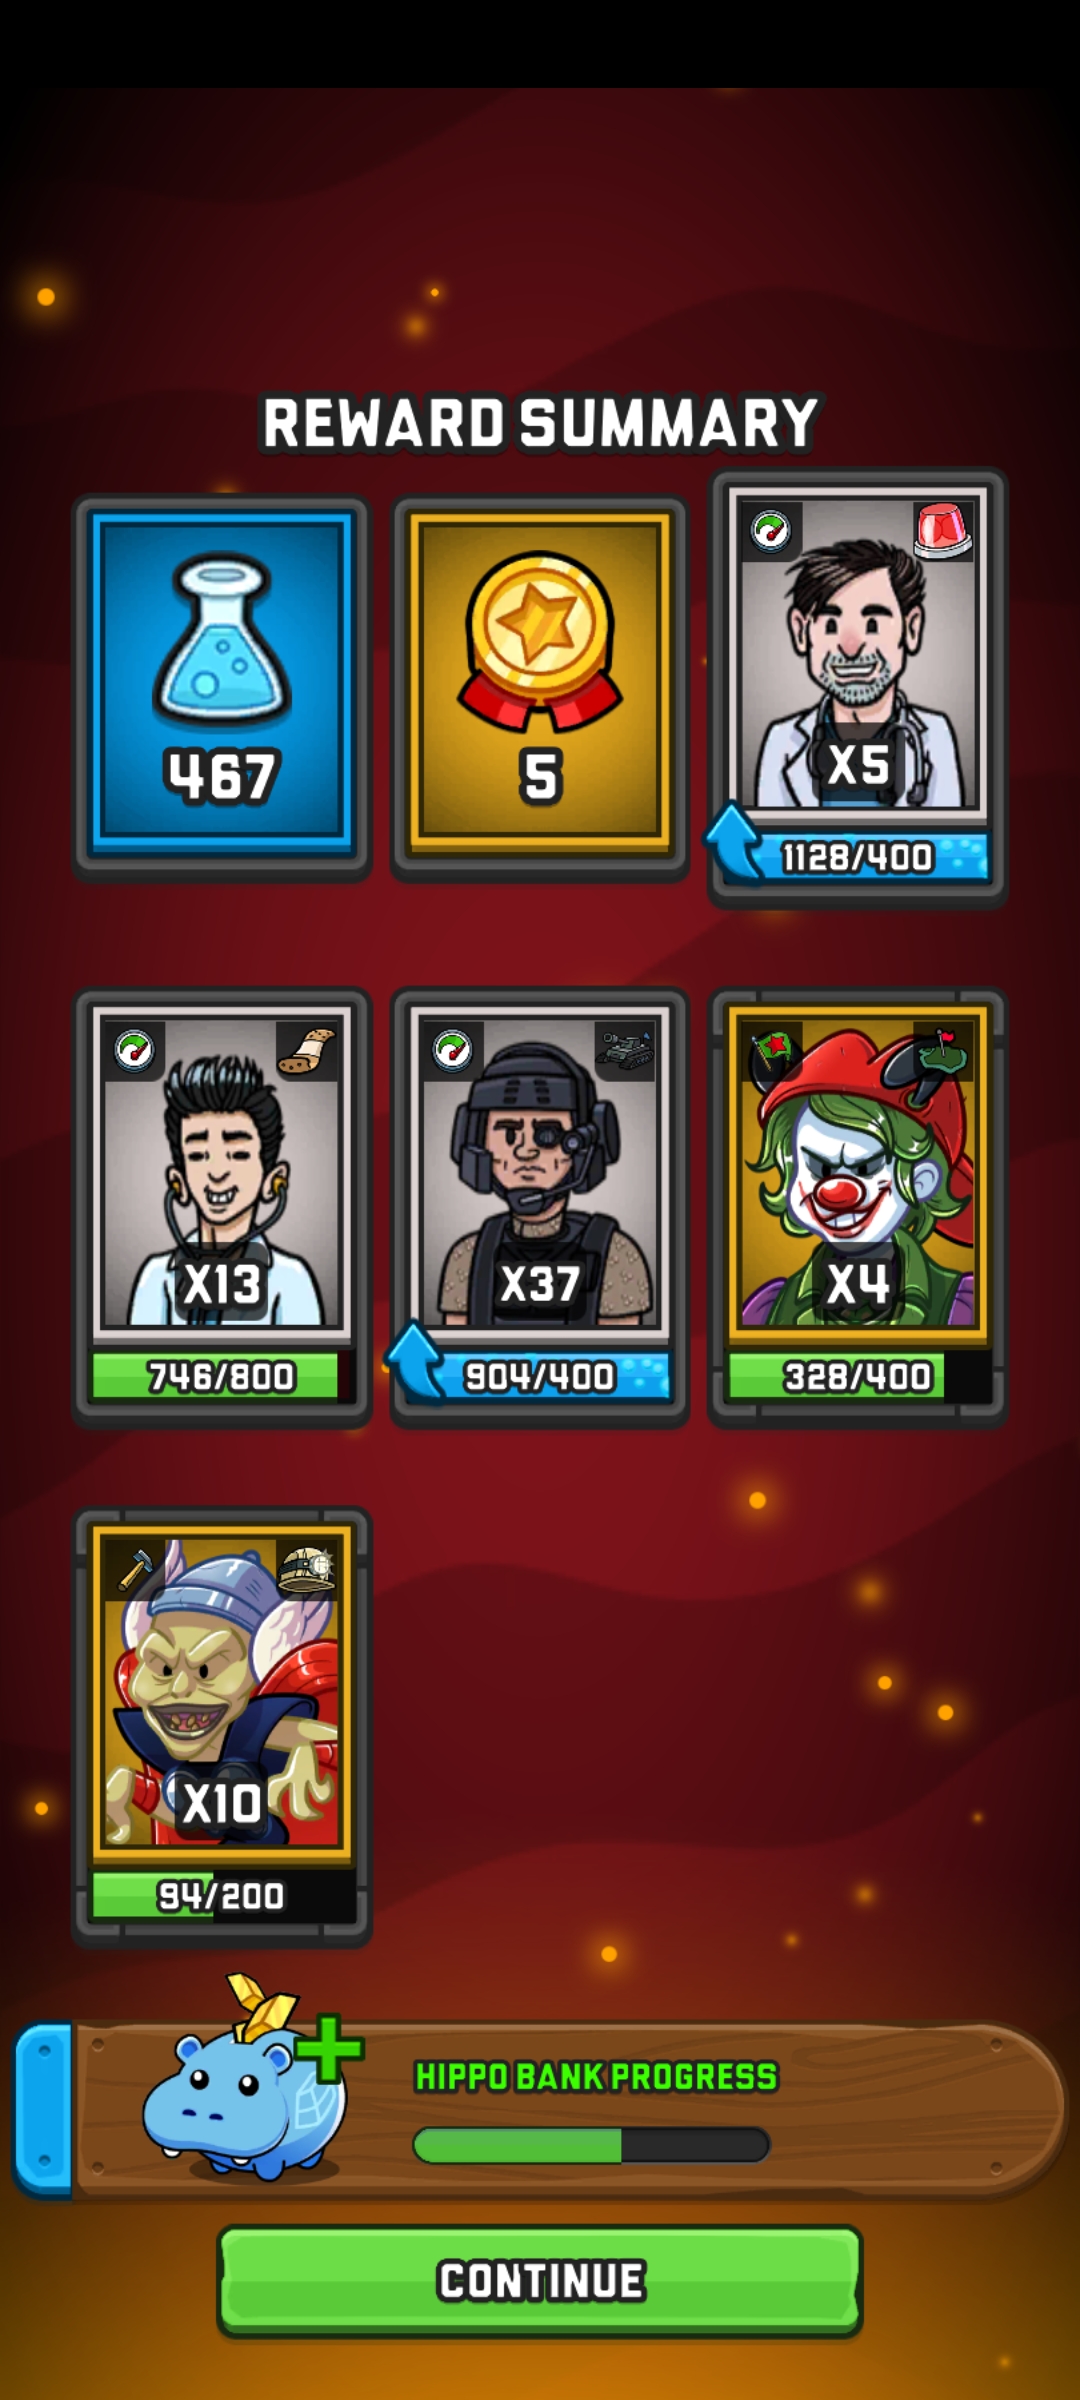 REWARD SUMMARY
467
5
X5
1128/400
X13
746/800
X37
904/400
X4
328/400
X10
94/200
HIPPO BANK PROGRESS
CONTINUE